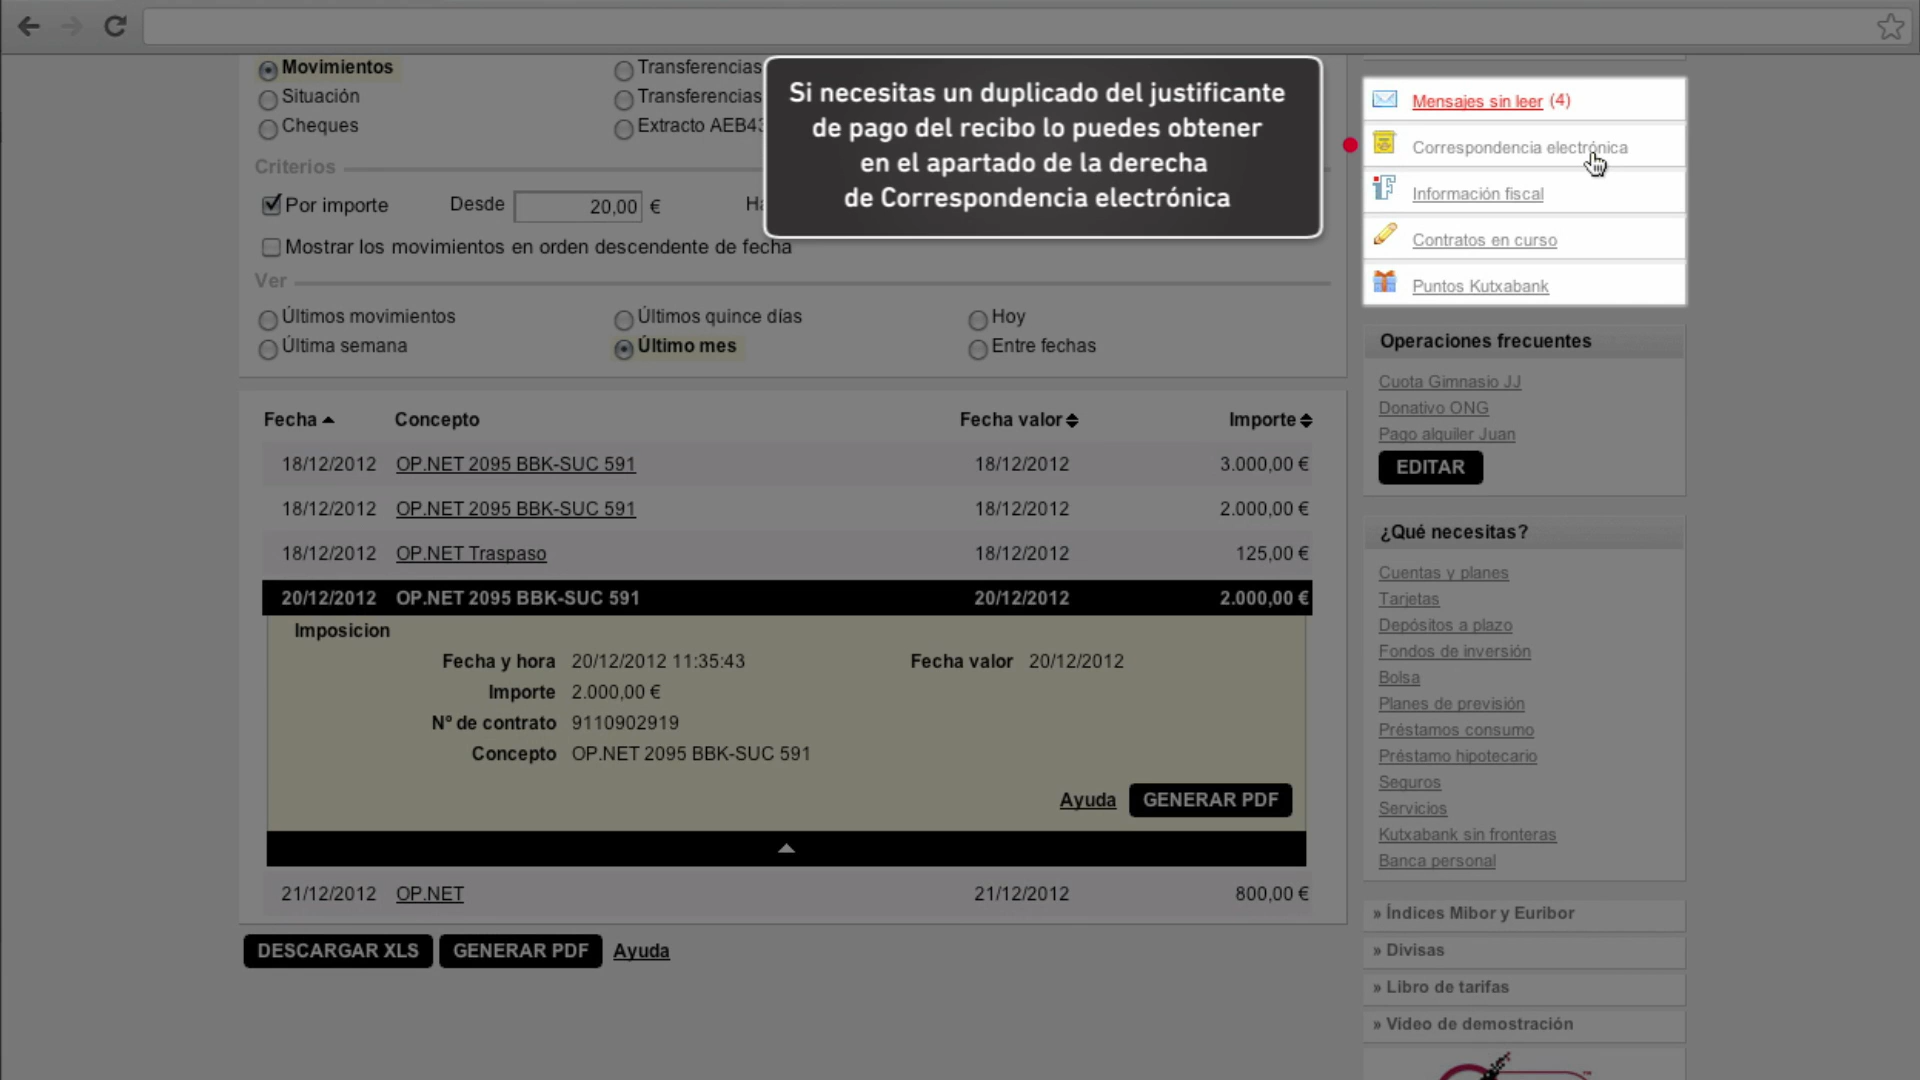 Movimientos
Transferencias
Situación
Transferencias
Cheques
Extracto AEB43
Si necesitas un duplicado del justificante
de pago del recibo lo puedes obtener
en el apartado de la derecha
de Correspondencia electrónica
Criterios
Por importe Desde 20,00 €
Mostrar los movimientos en orden descendente de fecha
Ver
Últimos movimientos Últimos quince días Hoy
Última semana Último mes Entre fechas
Fecha Concepto Fecha valor Importe
18/12/2012 OP.NET 2095 BBK-SUC 591 18/12/2012 3.000,00 €
18/12/2012 OP.NET 2095 BBK-SUC 591 18/12/2012 2.000,00 €
18/12/2012 OP.NET Traspaso 18/12/2012 125,00 €
20/12/2012 OP.NET 2095 BBK-SUC 591 20/12/2012 2.000,00 €
Imposicion
Fecha y hora 20/12/2012 11:35:43 Fecha valor 20/12/2012
Importe 2.000,00 €
Nº de contrato 9110902919
Concepto OP.NET 2095 BBK-SUC 591
Ayuda GENERAR PDF
21/12/2012 OP.NET 21/12/2012 800,00 €
DESCARGAR XLS GENERAR PDF Ayuda
Mensajes sin leer (4)
Correspondencia electrónica
Información fiscal
Contratos en curso
Puntos Kutxabank
Operaciones frecuentes
Cuota Gimnasio JJ
Donativo ONG
Pago alquiler Juan
EDITAR
¿Qué necesitas?
Cuentas y planes
Tarjetas
Depósitos a plazo
Fondos de inversión
Bolsa
Planes de previsión
Préstamos consumo
Préstamo hipotecario
Seguros
Servicios
Kutxabank sin fronteras
Banca personal
» Índices Mibor y Euribor
» Divisas
» Libro de tarifas
» Video de demostración